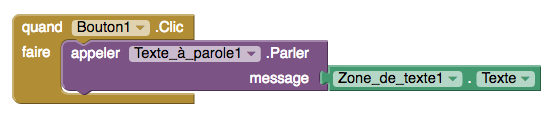 quand Bouton1 .Clic
faire appeler Texte_à_parole1 .Parler
message Zone_de_texte1 . Texte